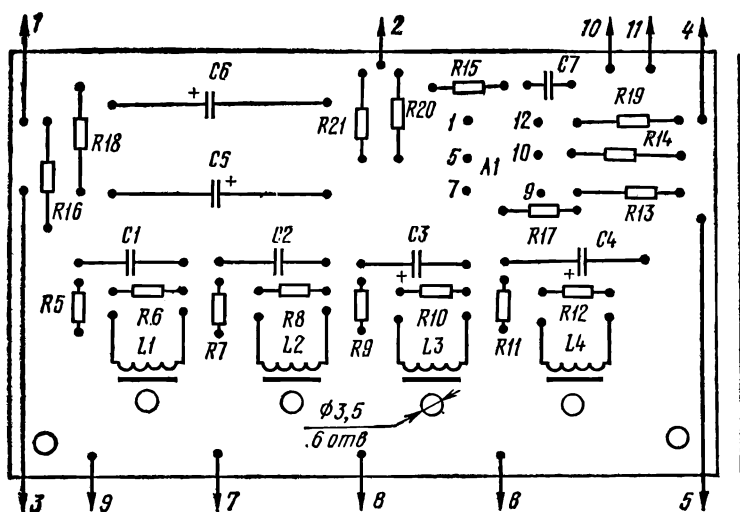 1 2 10 11 4
C6 R15 C7
+ R19
R21 R20 1 12 R14
R18
5 A1 10
C5
+ 7 9
R16 R13
R17
C1 C2 C3 C4
+ +
R5 R6 R7 R8 R9 R10 R11 R12
L1 L2 L3 L4
Ф3,5
.6 отв
3 9 7 8 6 5